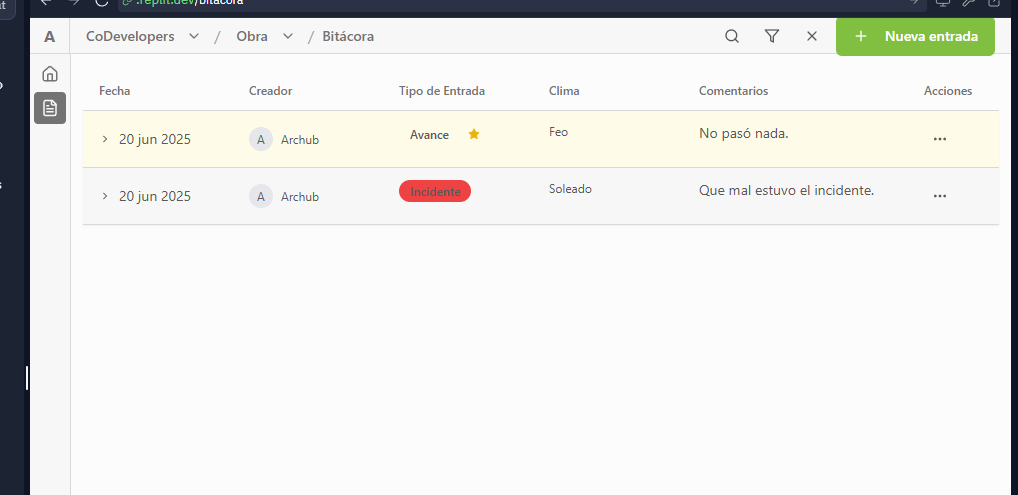 .replit.dev/bitacora
A CoDevelopers / Obra / Bitácora Nueva entrada
Fecha Creador Tipo de Entrada Clima Comentarios Acciones
20 jun 2025 A Archub Avance Feo No pasó nada.
20 jun 2025 A Archub Incidente Soleado Que mal estuvo el incidente.